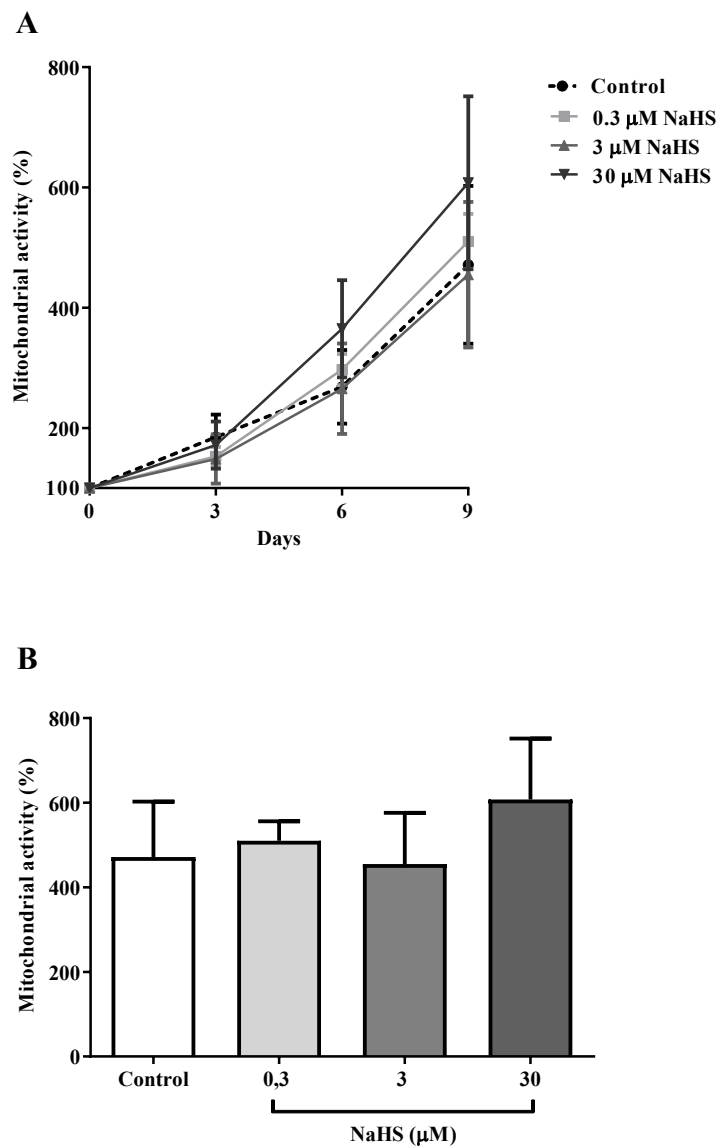 A
Mitochondrial activity (%)
800
600
400
200
100
0 3 6 9
Days
Control
0.3 μM NaHS
3 μM NaHS
30 μM NaHS
B
Mitochondrial activity (%)
800
600
400
200
0
Control 0,3 3 30
NaHS (μM)